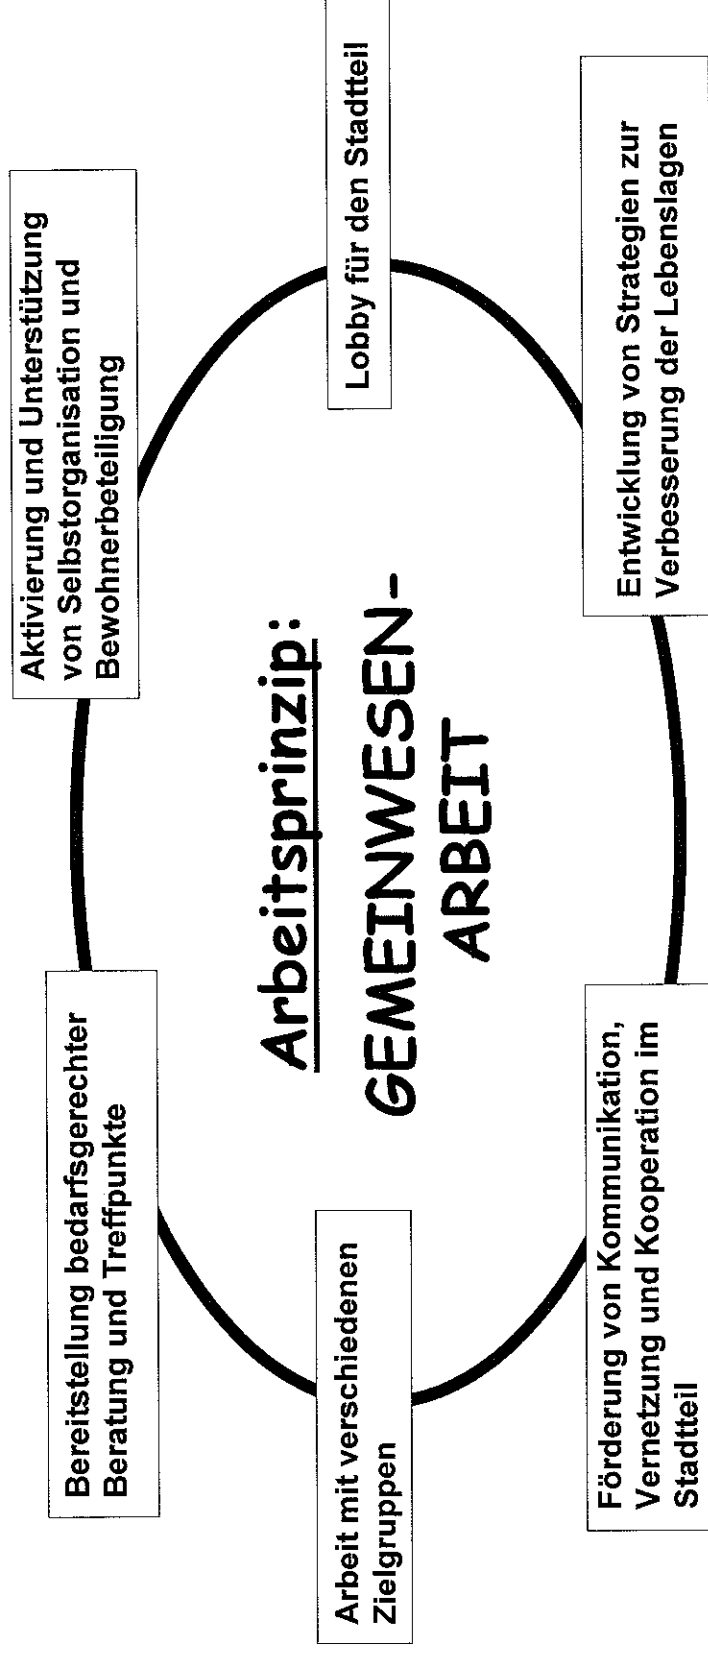 Bereitstellung bedarfsgerechter
Beratung und Treffpunkte
Aktivierung und Unterstützung
von Selbstorganisation und
Bewohnerbeteiligung
Arbeitsprinzip:
GEMEINWESEN-
ARBEIT
Arbeit mit verschiedenen
Zielgruppen
Lobby für den Stadtteil
Förderung von Kommunikation,
Vernetzung und Kooperation im
Stadtteil
Entwicklung von Strategien zur
Verbesserung der Lebenslagen